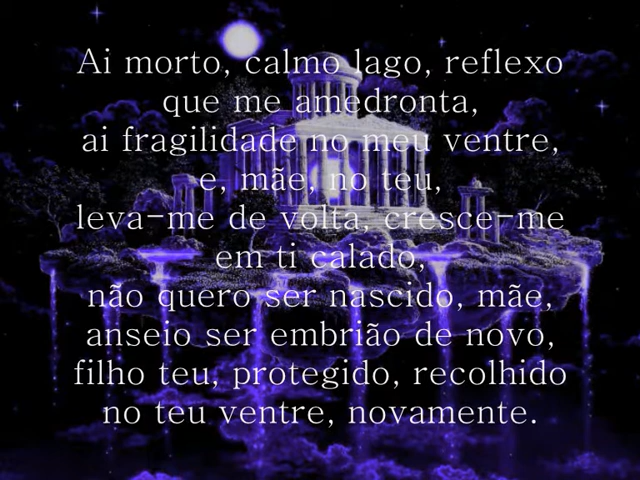 Ai morto, calmo lago, reflexo
que me amedronta,
ai fragilidade no meu ventre,
e, mãe, no teu,
leva-me de volta, cresce-me
em ti calado,
não quero ser nascido, mãe,
anseio ser embrião de novo,
filho teu, protegido, recolhido
no teu ventre, novamente.